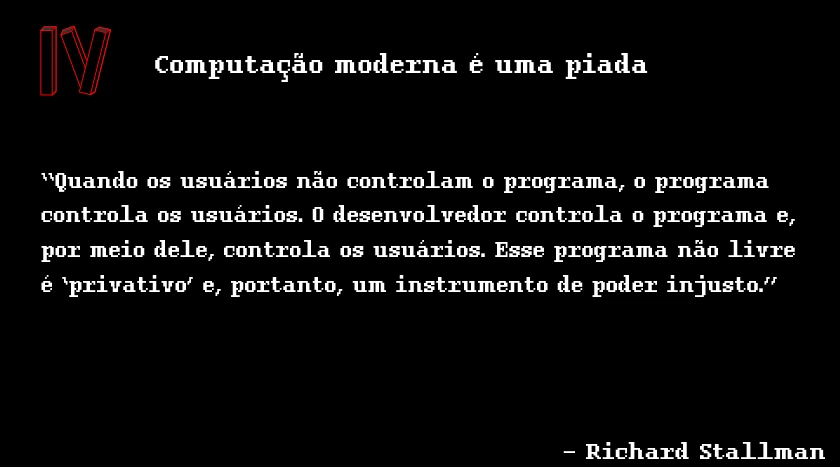 IV
Computação moderna é uma piada
“Quando os usuários não controlam o programa, o programa
controla os usuários. O desenvolvedor controla o programa e,
por meio dele, controla os usuários. Esse programa não livre
é ‘privativo’ e, portanto, um instrumento de poder injusto.”
– Richard Stallman